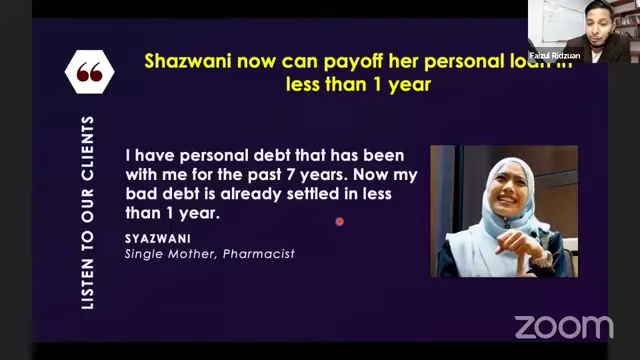 Faizul Ridzuan
Shazwani now can payoff her personal loan in
less than 1 year
LISTEN TO OUR CLIENTS
I have personal debt that has been
with me for the past 7 years. Now my
bad debt is already settled in less
than 1 year.
SYAZWANI
Single Mother, Pharmacist
zoom